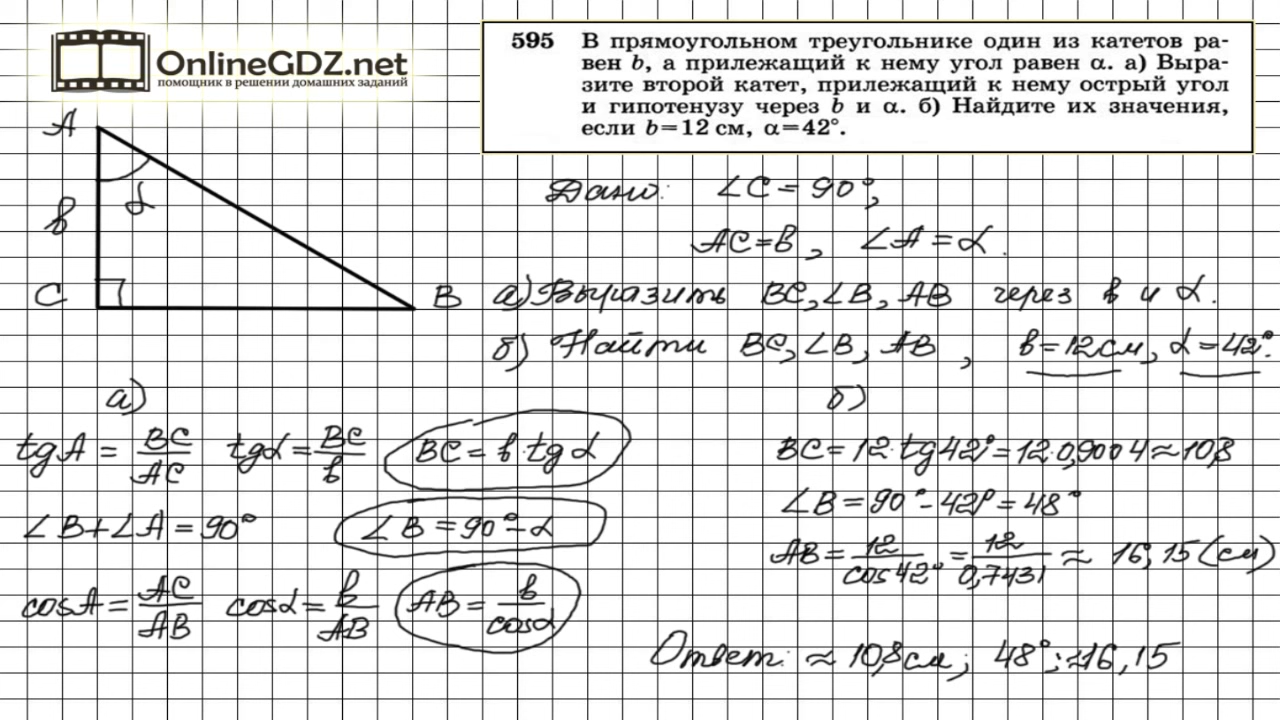 OnlineGDZ.net
помощник в решении домашних заданий
595 В прямоугольном треугольнике один из катетов ра-
вен b, а прилежащий к нему угол равен α. а) Выра-
зите второй катет, прилежащий к нему острый угол
и гипотенузу через b и α. б) Найдите их значения,
если b=12 см, α=42°.
A
α
b
C
B
Дано: ∠C = 90°,
AC=b, ∠A=α.
а) Выразить BC, ∠B, AB через b и α.
б) Найти BC, ∠B, AB, b=12см, α=42°.
а)
tgA = BC/AC tgα = BC/b BC = b·tgα
∠B+∠A=90° ∠B=90°-α
cosA = AC/AB cosα = b/AB AB = b/cosα
б)
BC=12·tg42°=12·0,9004≈10,8
∠B=90°-42°=48°
AB = 12/cos42° = 12/0,7431 ≈ 16,15(см)
Ответ: ≈10,8см; 48°; ≈16,15